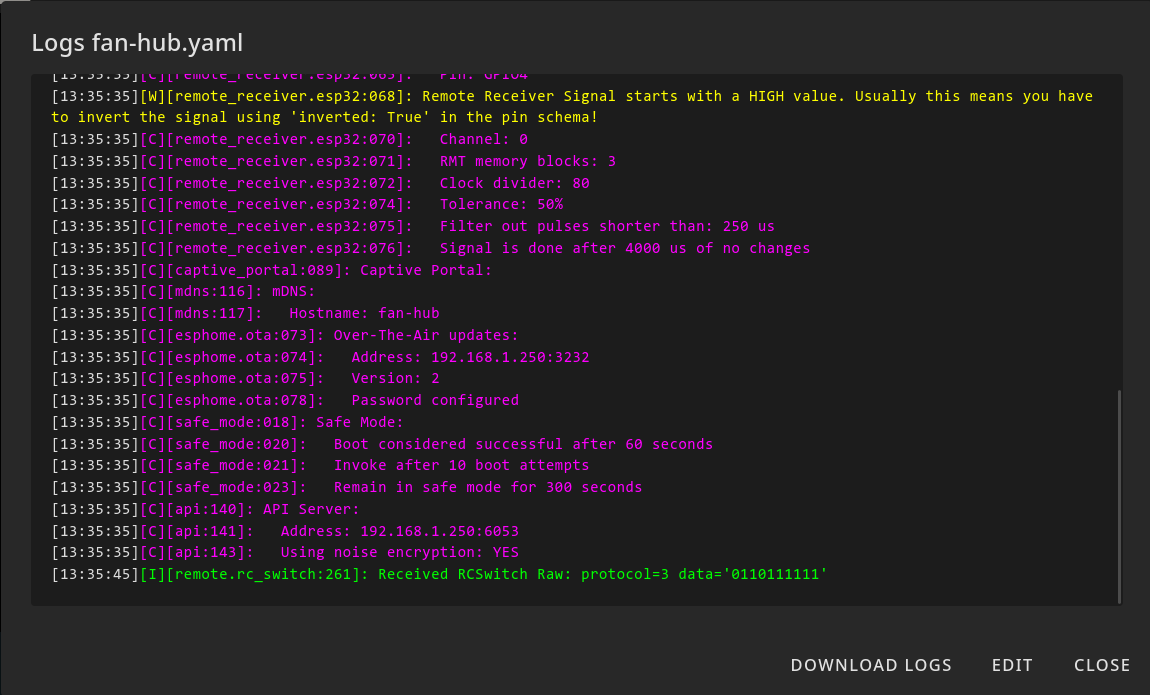 Logs fan-hub.yaml
[13:35:35][C][remote_receiver.esp32:065]:   Pin: GPIO4
[13:35:35][W][remote_receiver.esp32:068]: Remote Receiver Signal starts with a HIGH value. Usually this means you have
to invert the signal using 'inverted: True' in the pin schema!
[13:35:35][C][remote_receiver.esp32:070]:   Channel: 0
[13:35:35][C][remote_receiver.esp32:071]:   RMT memory blocks: 3
[13:35:35][C][remote_receiver.esp32:072]:   Clock divider: 80
[13:35:35][C][remote_receiver.esp32:074]:   Tolerance: 50%
[13:35:35][C][remote_receiver.esp32:075]:   Filter out pulses shorter than: 250 us
[13:35:35][C][remote_receiver.esp32:076]:   Signal is done after 4000 us of no changes
[13:35:35][C][captive_portal:089]: Captive Portal:
[13:35:35][C][mdns:116]: mDNS:
[13:35:35][C][mdns:117]:   Hostname: fan-hub
[13:35:35][C][esphome.ota:073]: Over-The-Air updates:
[13:35:35][C][esphome.ota:074]:   Address: 192.168.1.250:3232
[13:35:35][C][esphome.ota:075]:   Version: 2
[13:35:35][C][esphome.ota:078]:   Password configured
[13:35:35][C][safe_mode:018]: Safe Mode:
[13:35:35][C][safe_mode:020]:   Boot considered successful after 60 seconds
[13:35:35][C][safe_mode:021]:   Invoke after 10 boot attempts
[13:35:35][C][safe_mode:023]:   Remain in safe mode for 300 seconds
[13:35:35][C][api:140]: API Server:
[13:35:35][C][api:141]:   Address: 192.168.1.250:6053
[13:35:35][C][api:143]:   Using noise encryption: YES
[13:35:45][I][remote.rc_switch:261]: Received RCSwitch Raw: protocol=3 data='0110111111'
DOWNLOAD LOGS EDIT CLOSE